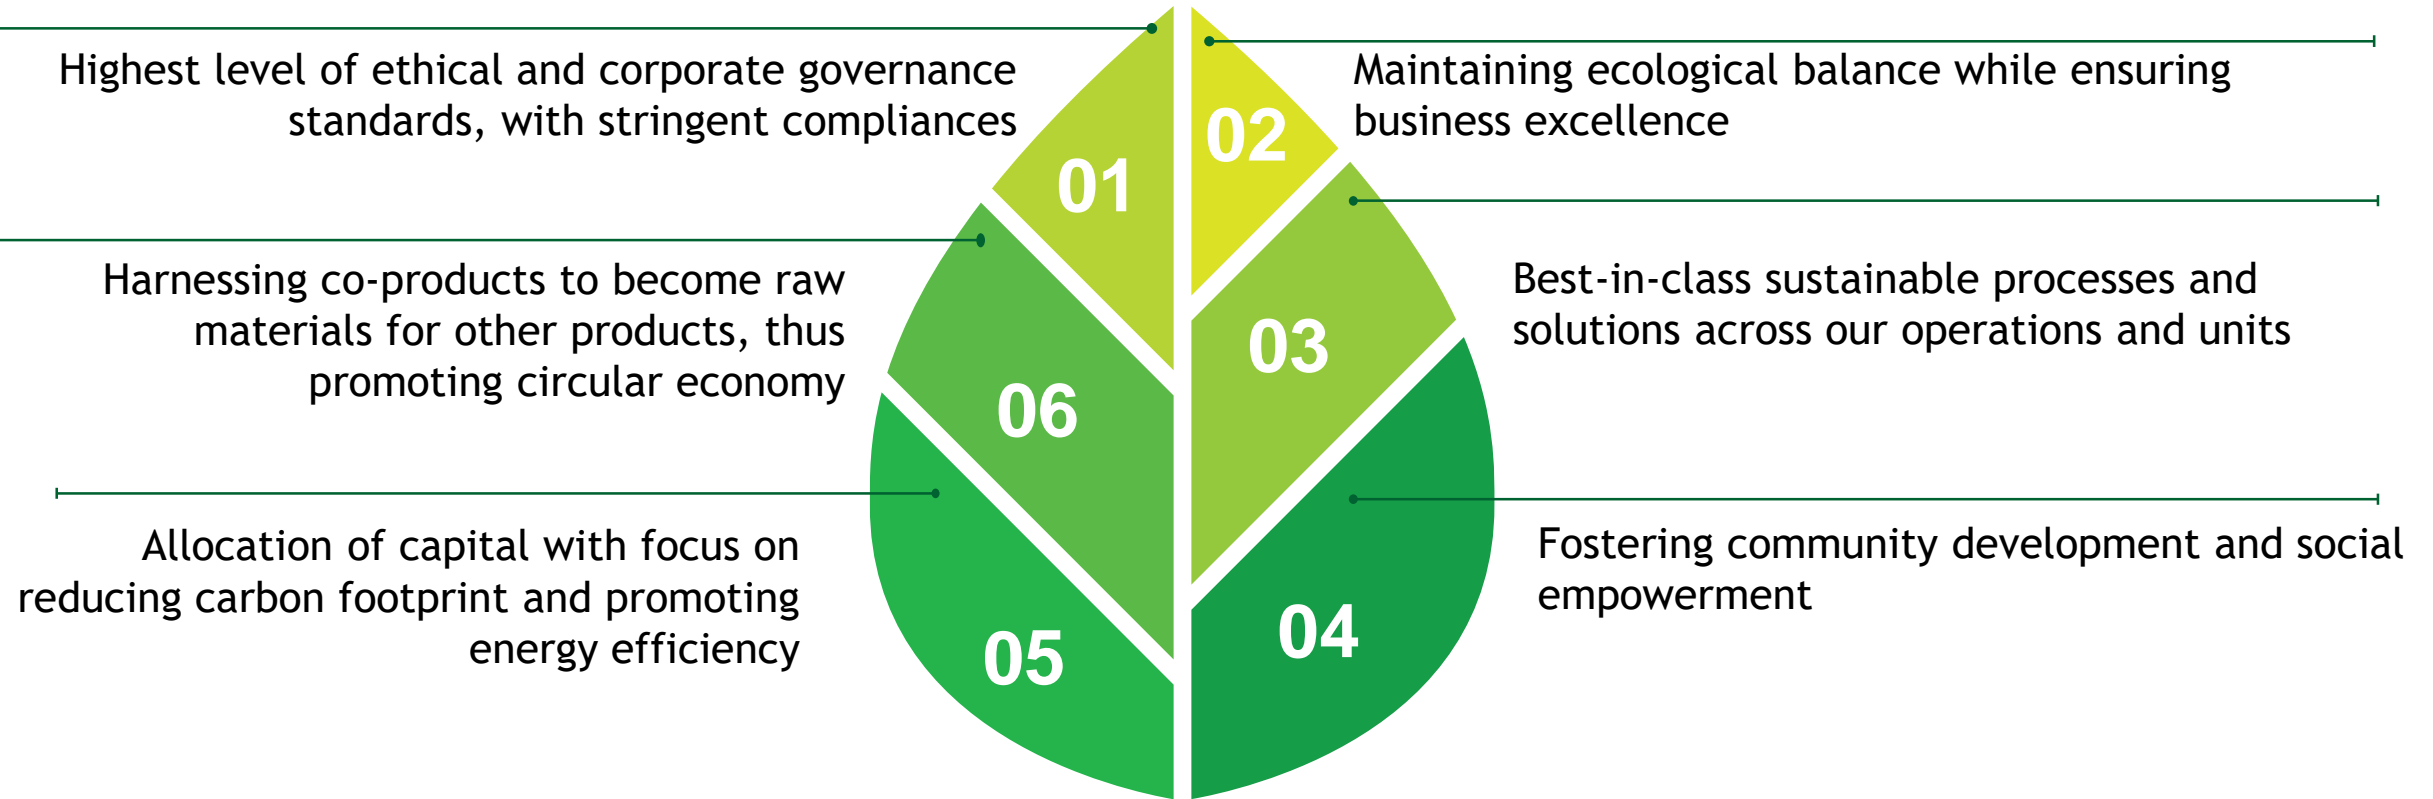 01
Highest level of ethical and corporate governance
standards, with stringent compliances
02
Maintaining ecological balance while ensuring
business excellence
03
Best-in-class sustainable processes and
solutions across our operations and units
04
Fostering community development and social
empowerment
05
Allocation of capital with focus on
reducing carbon footprint and promoting
energy efficiency
06
Harnessing co-products to become raw
materials for other products, thus
promoting circular economy